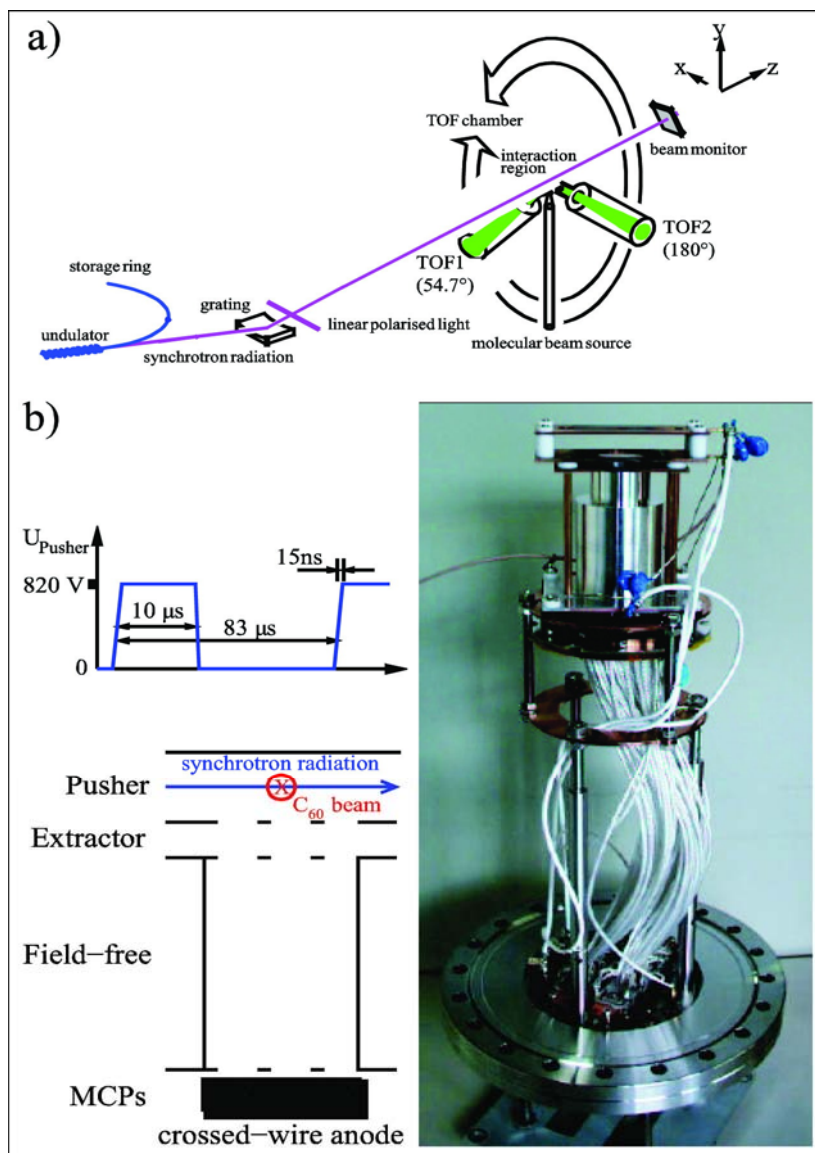 a)
y
x
z
TOF chamber
interaction
region
beam monitor
TOF1
(54.7°)
TOF2
(180°)
storage ring
grating
undulator
linear polarised light
synchrotron radiation
molecular beam source
b)
U_Pusher
15ns
820 V
10 μs
83 μs
0
synchrotron radiation
Pusher
X
C₆₀ beam
Extractor
Field–free
MCPs
crossed–wire anode